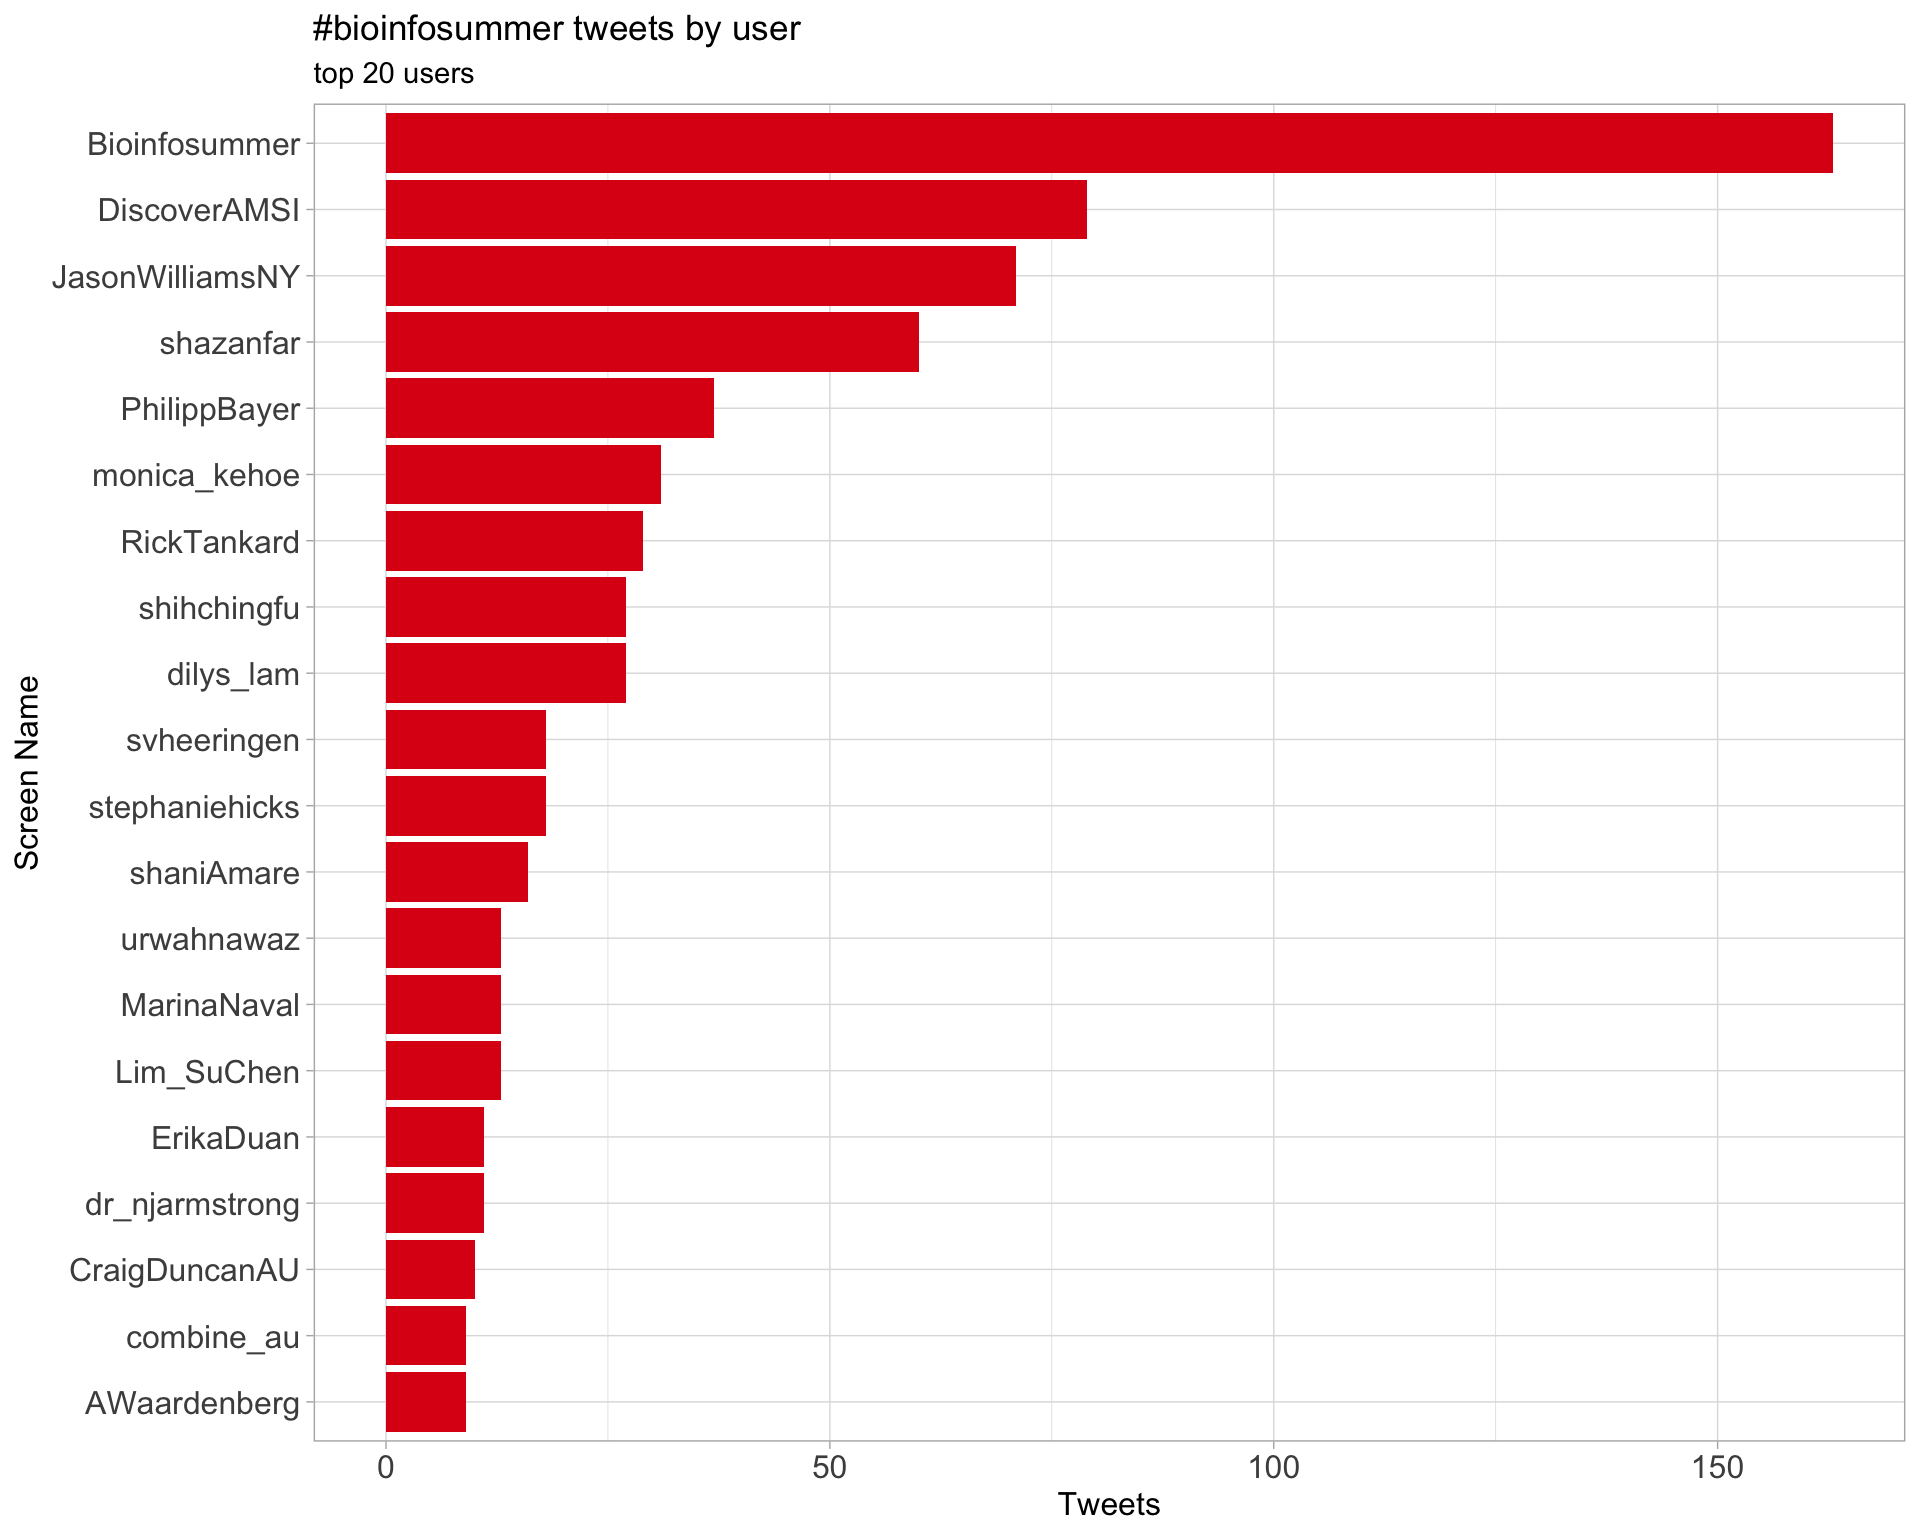 #bioinfosummer tweets by user
top 20 users
Bioinfosummer
DiscoverAMSI
JasonWilliamsNY
shazanfar
PhilippBayer
monica_kehoe
RickTankard
shihchingfu
dilys_lam
svheeringen
stephaniehicks
shaniAmare
urwahnawaz
MarinaNaval
Lim_SuChen
ErikaDuan
dr_njarmstrong
CraigDuncanAU
combine_au
AWaardenberg
Screen Name
0 50 100 150
Tweets